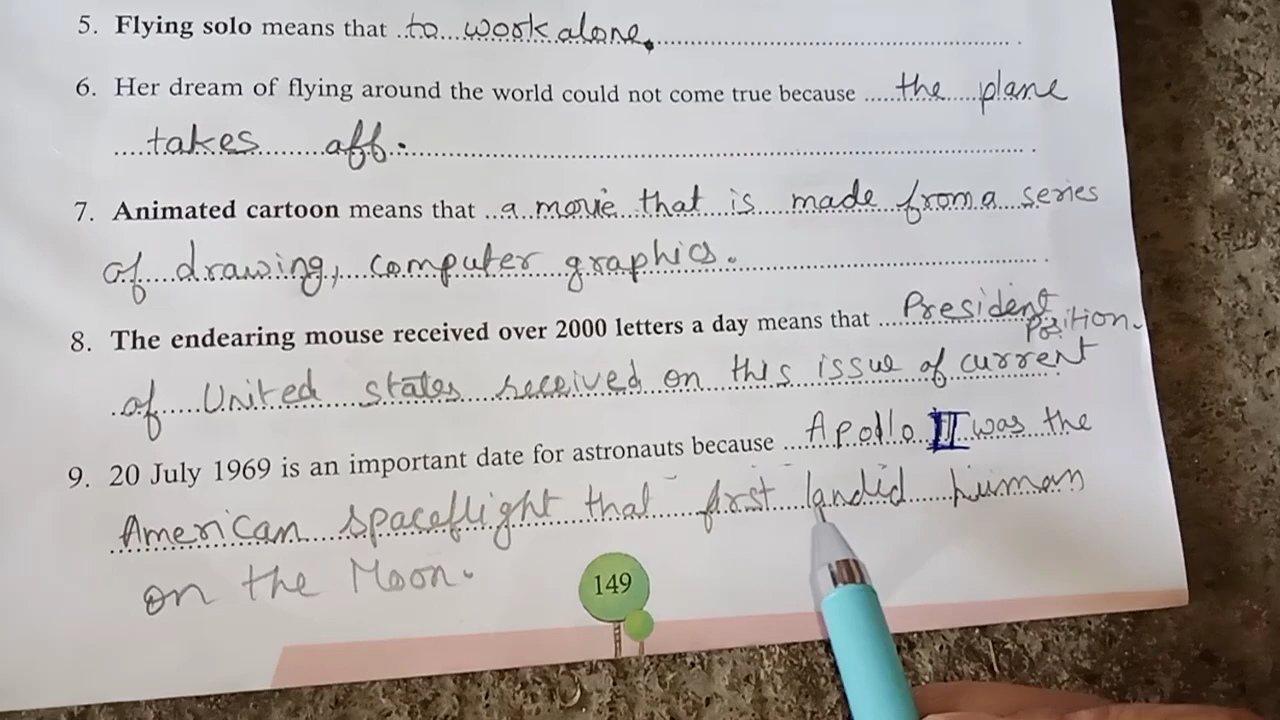 5. Flying solo means that to work alone.
6. Her dream of flying around the world could not come true because the plane
takes aff.
7. Animated cartoon means that a movie that is made from a series
of drawing, computer graphics.
8. The endearing mouse received over 2000 letters a day means that President
position.
of United states received on this issue of current
9. 20 July 1969 is an important date for astronauts because Apollo II was the
American spaceflight that first landid human
on the Moon.
149